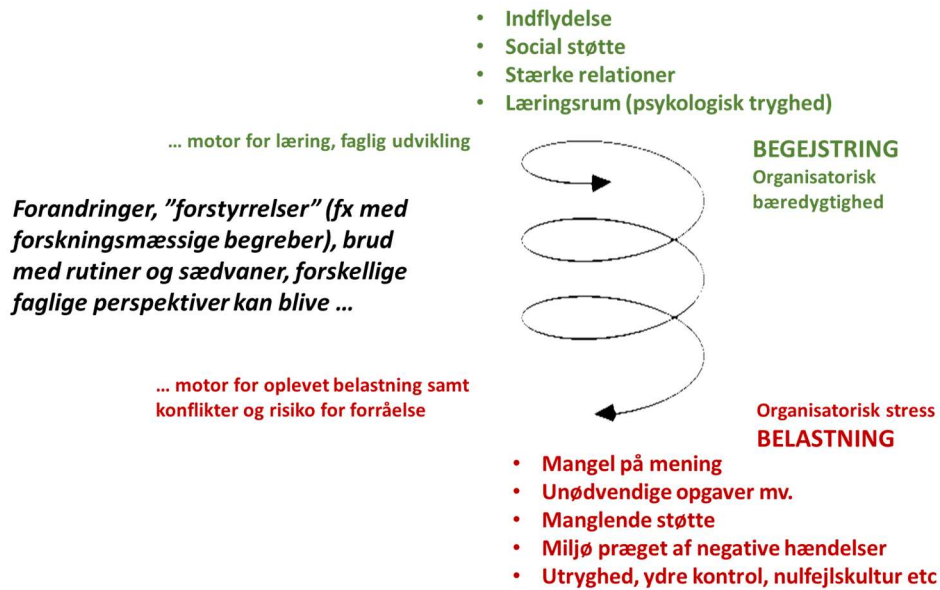 • Indflydelse
• Social støtte
• Stærke relationer
• Læringsrum (psykologisk tryghed)
… motor for læring, faglig udvikling
BEGEJSTRING
Organisatorisk
bæredygtighed
Forandringer, ”forstyrrelser” (fx med
forskningsmæssige begreber), brud
med rutiner og sædvaner, forskellige
faglige perspektiver kan blive …
… motor for oplevet belastning samt
konflikter og risiko for forråelse
Organisatorisk stress
BELASTNING
• Mangel på mening
• Unødvendige opgaver mv.
• Manglende støtte
• Miljø præget af negative hændelser
• Utryghed, ydre kontrol, nulfejlskultur etc